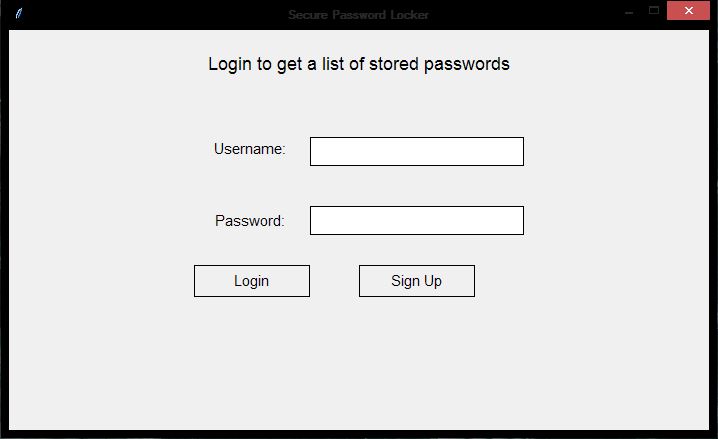 Secure Password Locker
Login to get a list of stored passwords
Username:
Password:
Login Sign Up